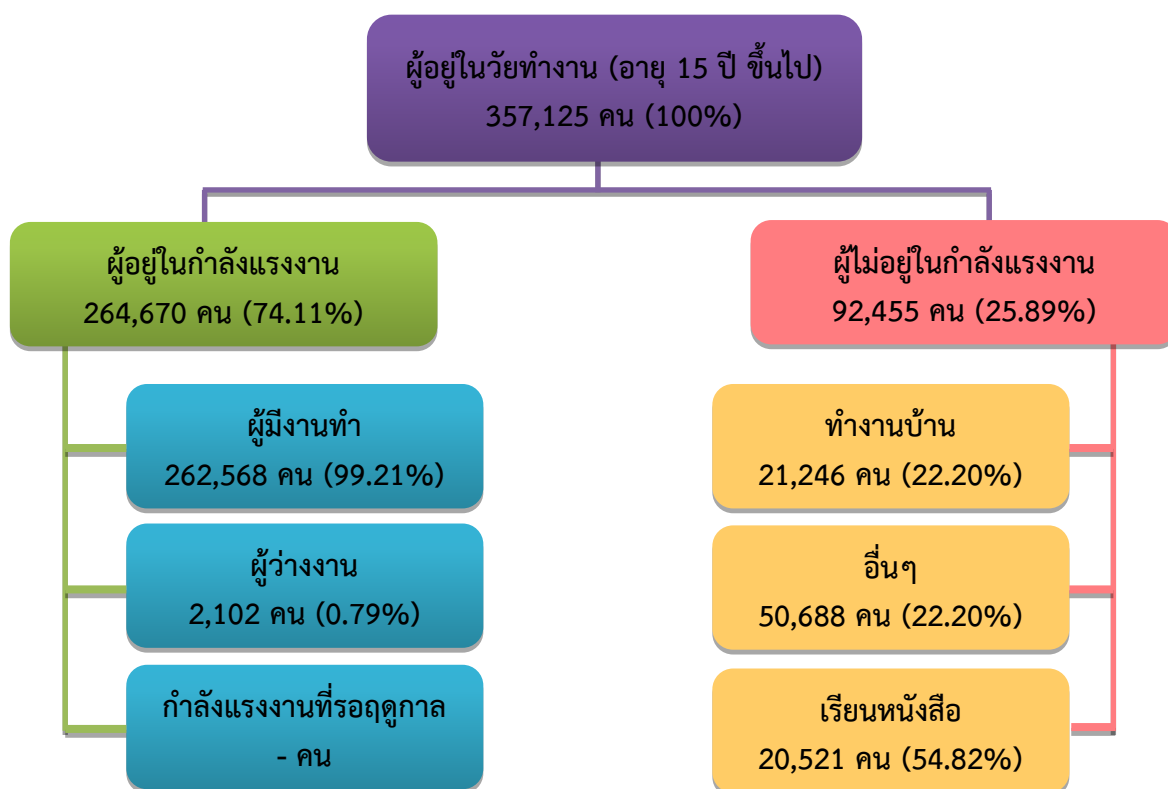 ผู้อยู่ในวัยทำงาน (อายุ 15 ปี ขึ้นไป)
357,125 คน (100%)
ผู้อยู่ในกำลังแรงงาน
264,670 คน (74.11%)
ผู้มีงานทำ
262,568 คน (99.21%)
ผู้ว่างงาน
2,102 คน (0.79%)
กำลังแรงงานที่รอฤดูกาล
- คน
ผู้ไม่อยู่ในกำลังแรงงาน
92,455 คน (25.89%)
ทำงานบ้าน
21,246 คน (22.20%)
อื่นๆ
50,688 คน (22.20%)
เรียนหนังสือ
20,521 คน (54.82%)